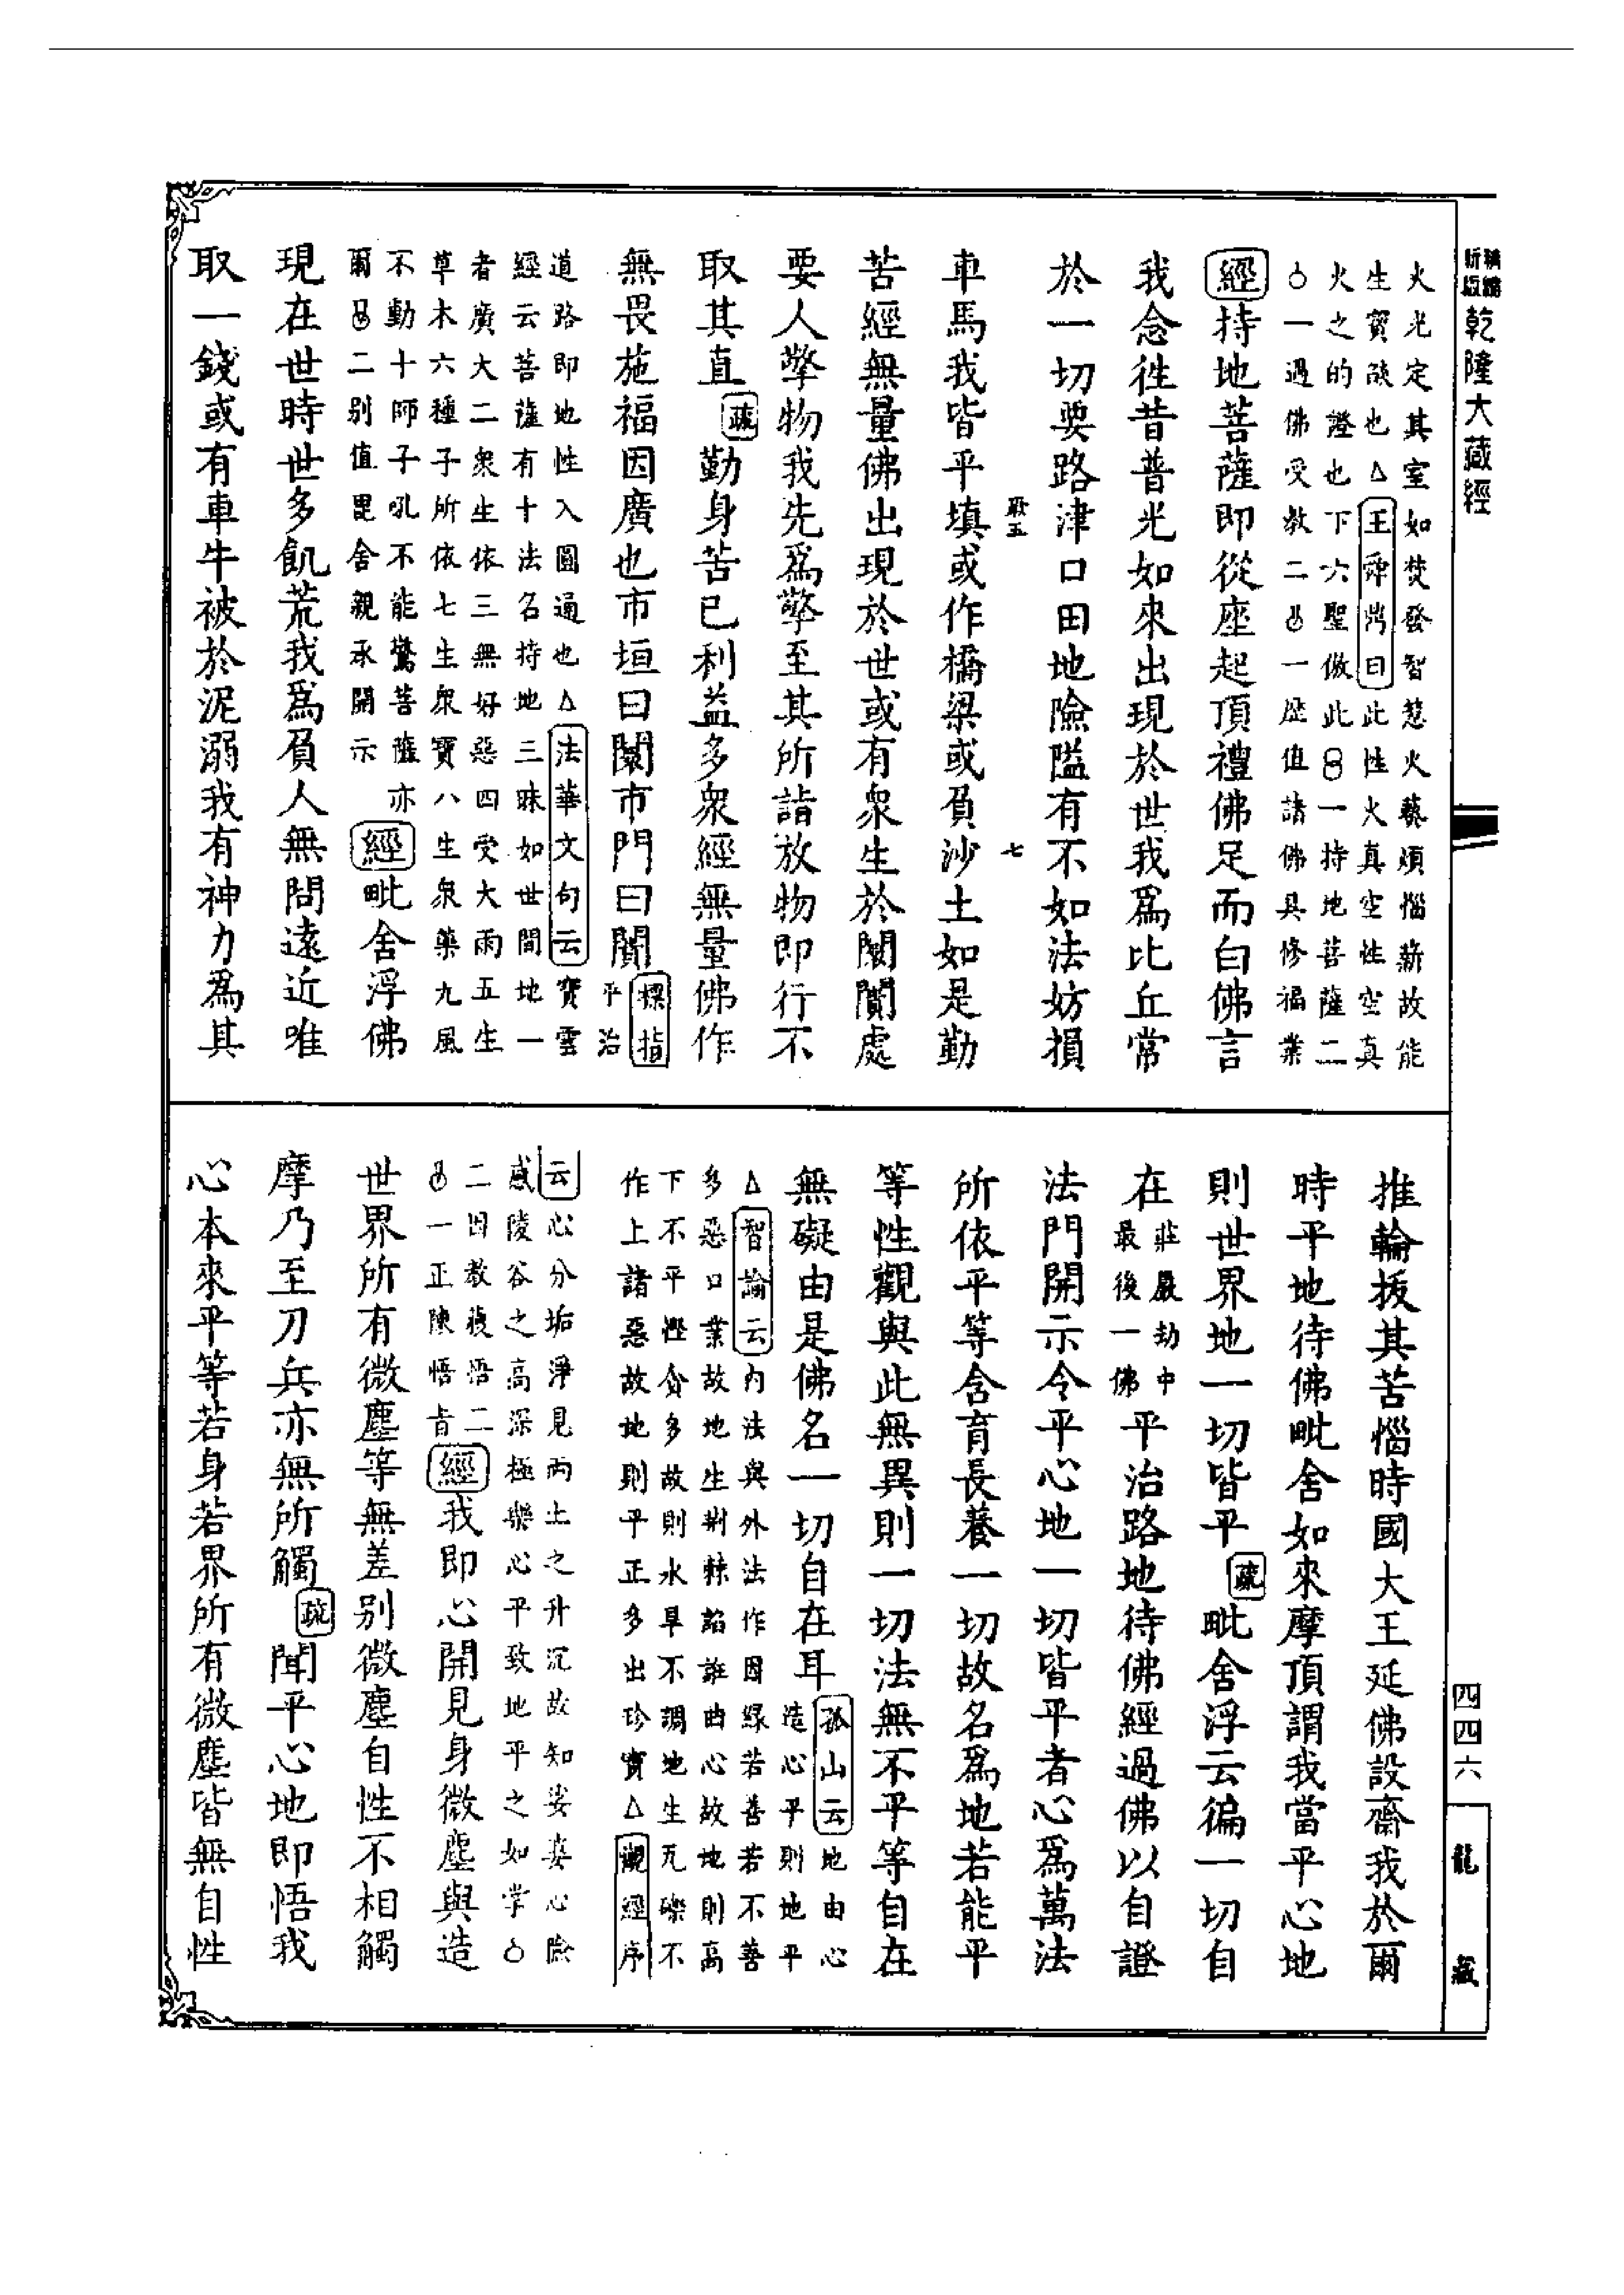 乾隆大藏經
火光定其室如焚發智慧火蓺煩惱薪故能
生寶燄也△王舜鼎曰此性火真空性空真
火之的證也下六聖倣此一持地菩薩二
一遇佛受教二一歷值諸佛具修福業
經持地菩薩即從座起頂禮佛足而白佛言
我念徃昔普光如來出現於世我為比丘常
於一切要路津口田地險隘有不如法妨損
車馬我皆平填或作橋梁或負沙土如是勤
七
苦經無量佛出現於世或有衆生於闤闠處
要人擎物我先為擎至其所詣放物即行不
取其直疏勤身苦已利益多衆經無量佛作
無畏施福因廣也市垣曰闤市門曰闠標指
平治
道路即地性入圓通也△法華文句云寶雲
經云菩薩有十法名持地三昧如世間地一
者廣大二衆生依三無好惡四受大雨五生
草木六種子所依七生衆寶八生衆藥九風
不動十師子吼不能驚菩薩亦
爾二别值毘舍親承開示
經毗舍浮佛
現在世時世多飢荒我為負人無問遠近唯
取一錢或有車牛被於泥溺我有神力為其
推輪拔其苦惱時國大王延佛設齋我於爾
時平地待佛毗舍如來摩頂謂我當平心地
則世界地一切皆平疏毗舍浮云徧一切自
在莊嚴劫中最後一佛平治路地待佛經過佛以自證
法門開示令平心地一切皆平者心為萬法
所依平等含育長養一切故名為地若能平
等性觀與此無異則一切法無不平等自在
無礙由是佛名一切自在耳孤山云地由心
造心平則地平
△智論云內法與外法作因緣若善若不善
多惡口業故地生荆棘諂誑曲心故地則高
下不平慳貪多故則水旱不調地生瓦礫不
作上諸惡故地則平正多出珍寶△觀經序
云心分垢淨見兩土之升沉故知娑婆心險
感陵谷之高深極樂心平致地平之如掌
二因教獲悟二
一正陳悟旨
經我即心開見身微塵與造
世界所有微塵等無差别微塵自性不相觸
摩乃至刀兵亦無所觸疏聞平心地即悟我
心本來平等若身若界所有微塵皆無自性
四四六
龍藏